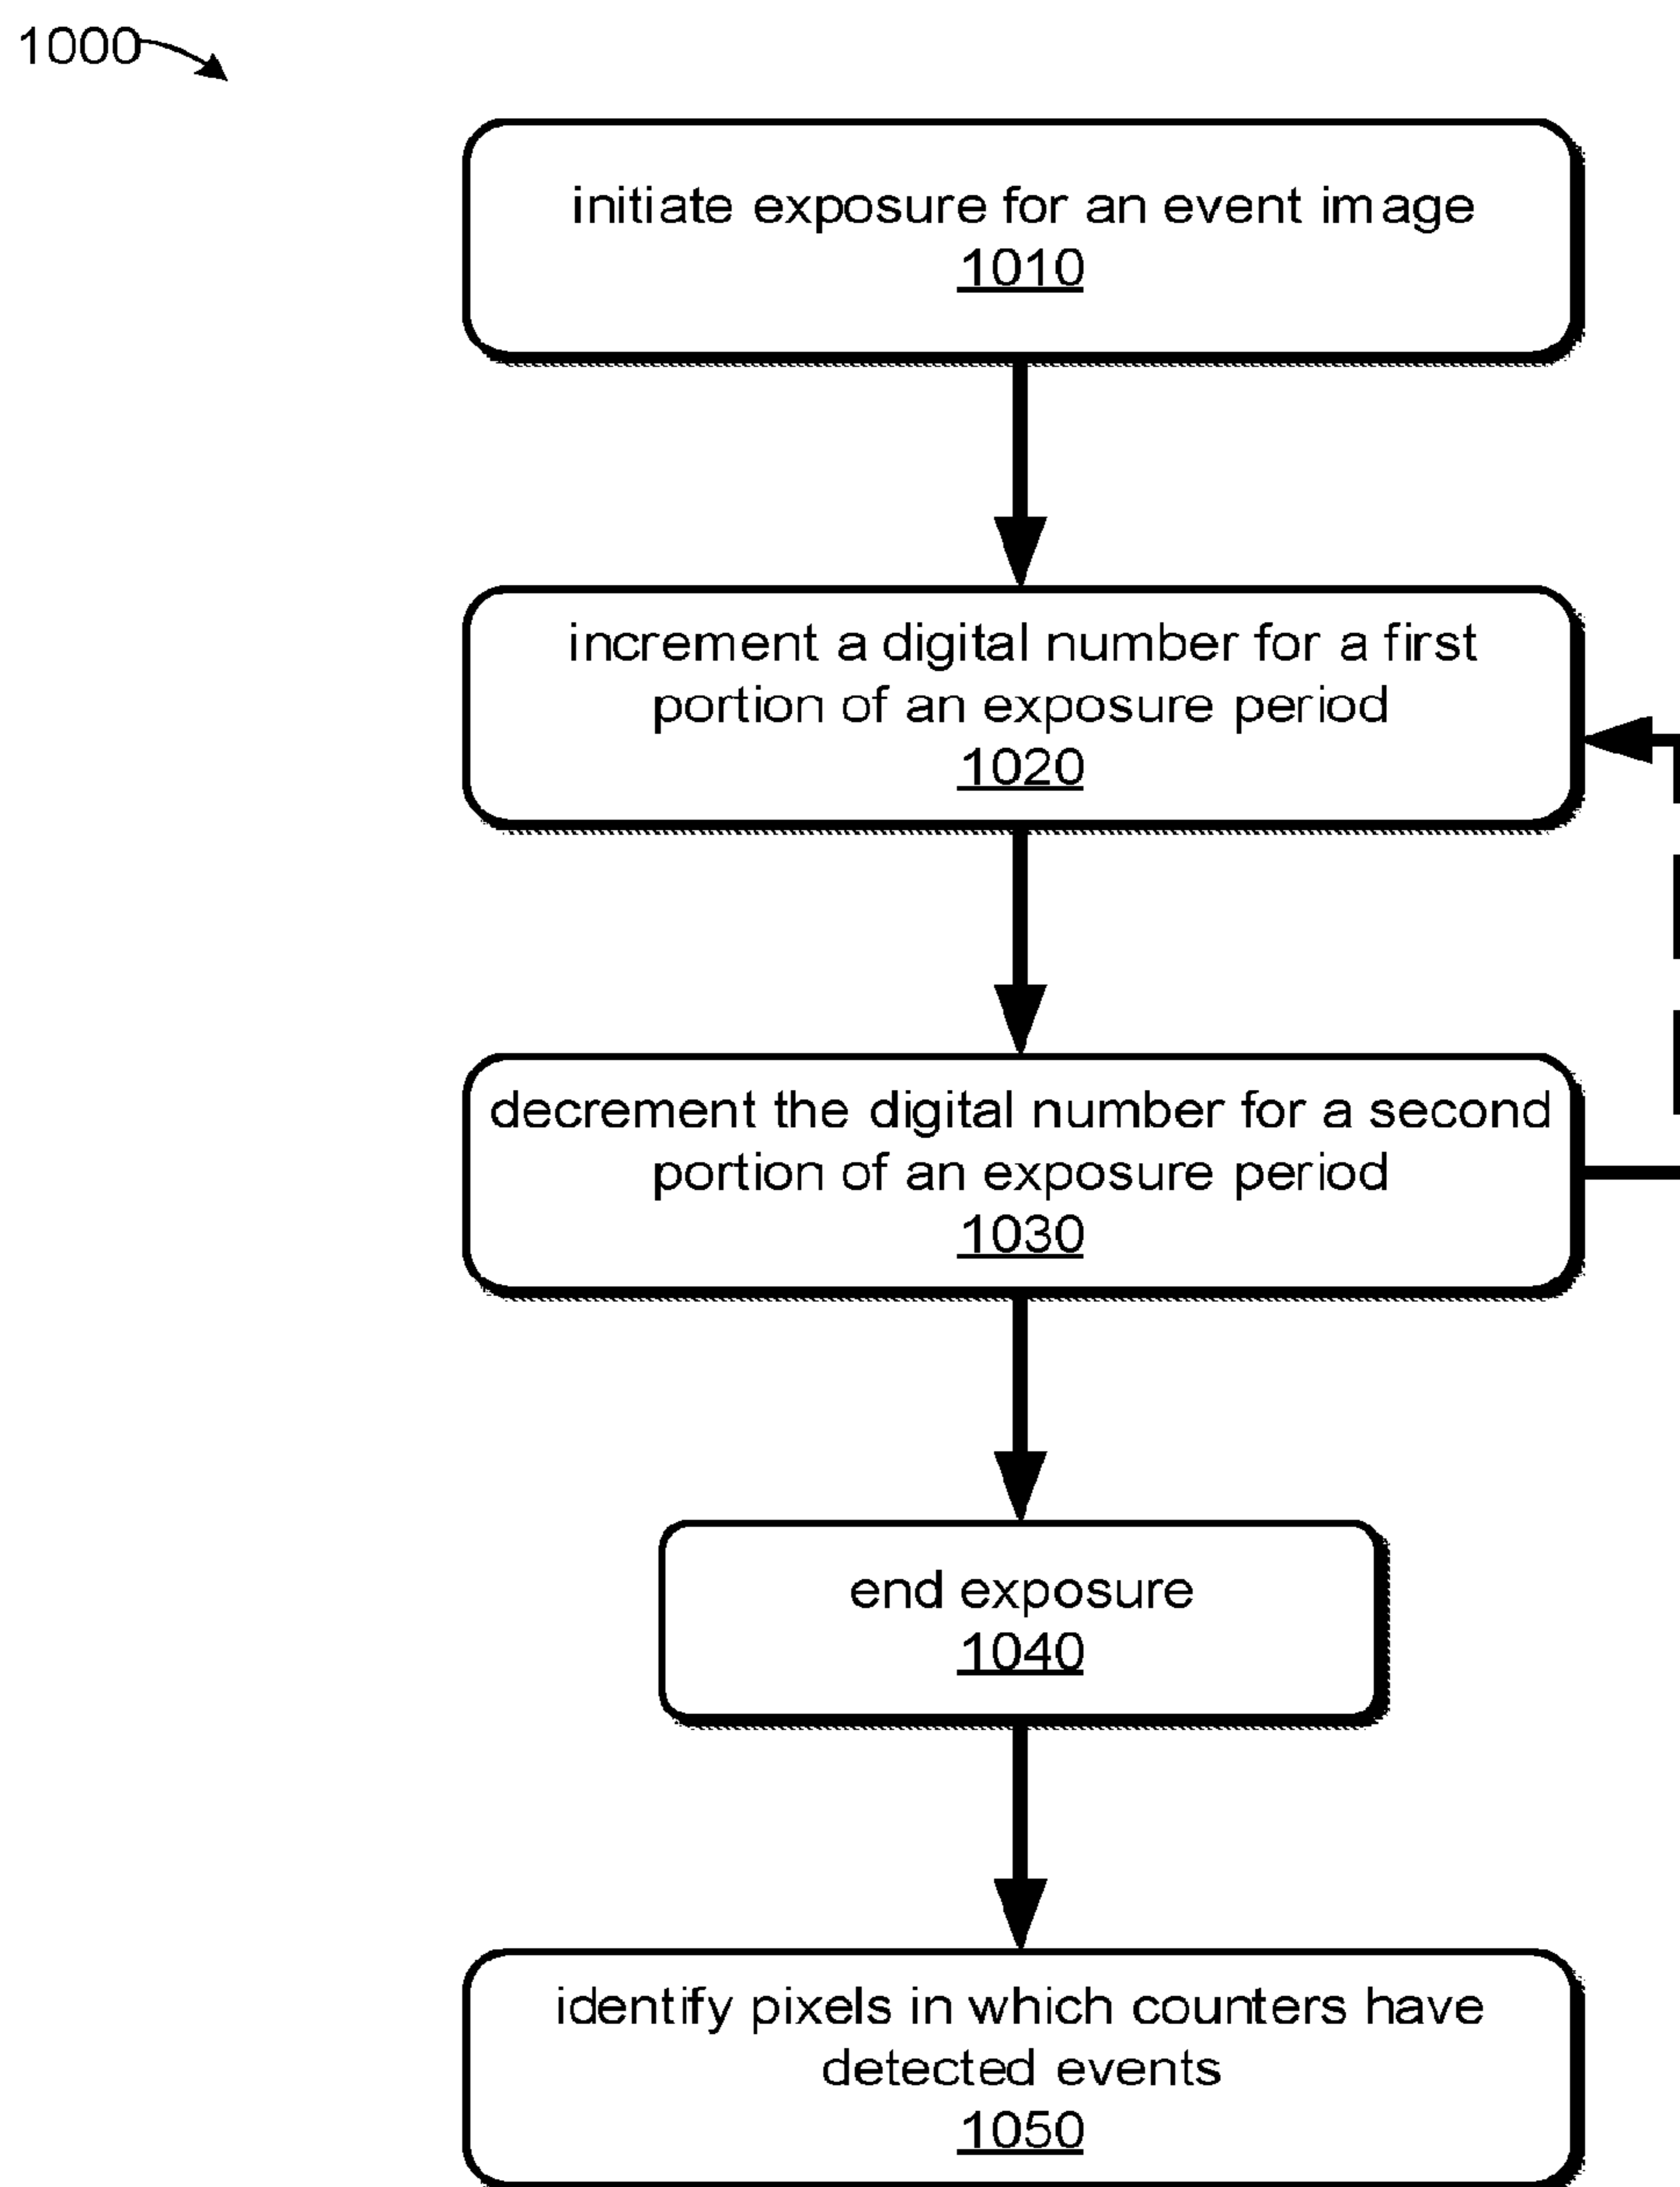 1000
initiate exposure for an event image
1010
increment a digital number for a first
portion of an exposure period
1020
decrement the digital number for a second
portion of an exposure period
1030
end exposure
1040
identify pixels in which counters have
detected events
1050